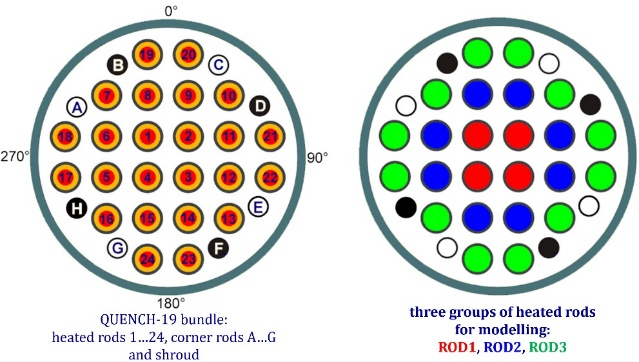 0°
19 20
B C
7 8 9 10
A D
18 6 1 2 11 21
270° 90°
17 5 4 3 12 22
H E
16 15 14 13
G F
24 23
180°
QUENCH-19 bundle:
heated rods 1...24, corner rods A...G
and shroud
three groups of heated rods
for modelling:
ROD1, ROD2, ROD3